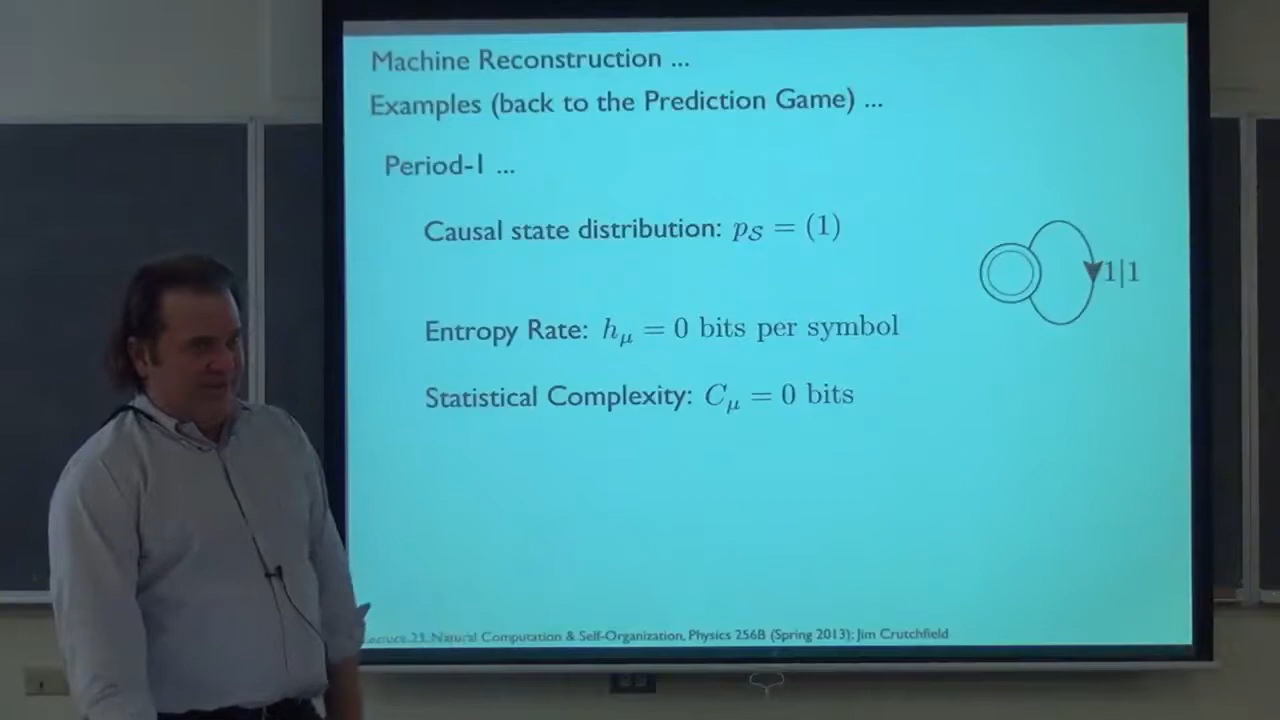 Machine Reconstruction ...
Examples (back to the Prediction Game) ...
Period-1 ...
Causal state distribution: p_S = (1)
1|1
Entropy Rate: h_μ = 0 bits per symbol
Statistical Complexity: C_μ = 0 bits
Lecture 23, Natural Computation & Self-Organization, Physics 256B (Spring 2013); Jim Crutchfield